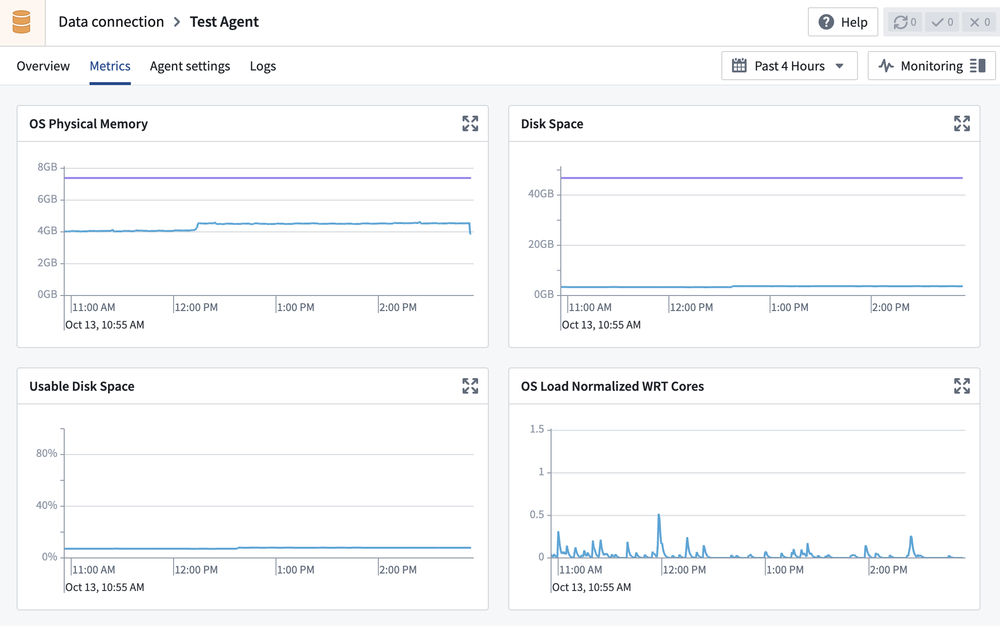 Data connection > Test Agent
Help
0
0
0
Overview Metrics Agent settings Logs
Past 4 Hours
Monitoring
OS Physical Memory
8GB
6GB
4GB
2GB
0GB
11:00 AM 12:00 PM 1:00 PM 2:00 PM
Oct 13, 10:55 AM
Disk Space
40GB
20GB
0GB
11:00 AM 12:00 PM 1:00 PM 2:00 PM
Oct 13, 10:55 AM
Usable Disk Space
80%
40%
0%
11:00 AM 12:00 PM 1:00 PM 2:00 PM
Oct 13, 10:55 AM
OS Load Normalized WRT Cores
1.5
1
0.5
0
11:00 AM 12:00 PM 1:00 PM 2:00 PM
Oct 13, 10:55 AM